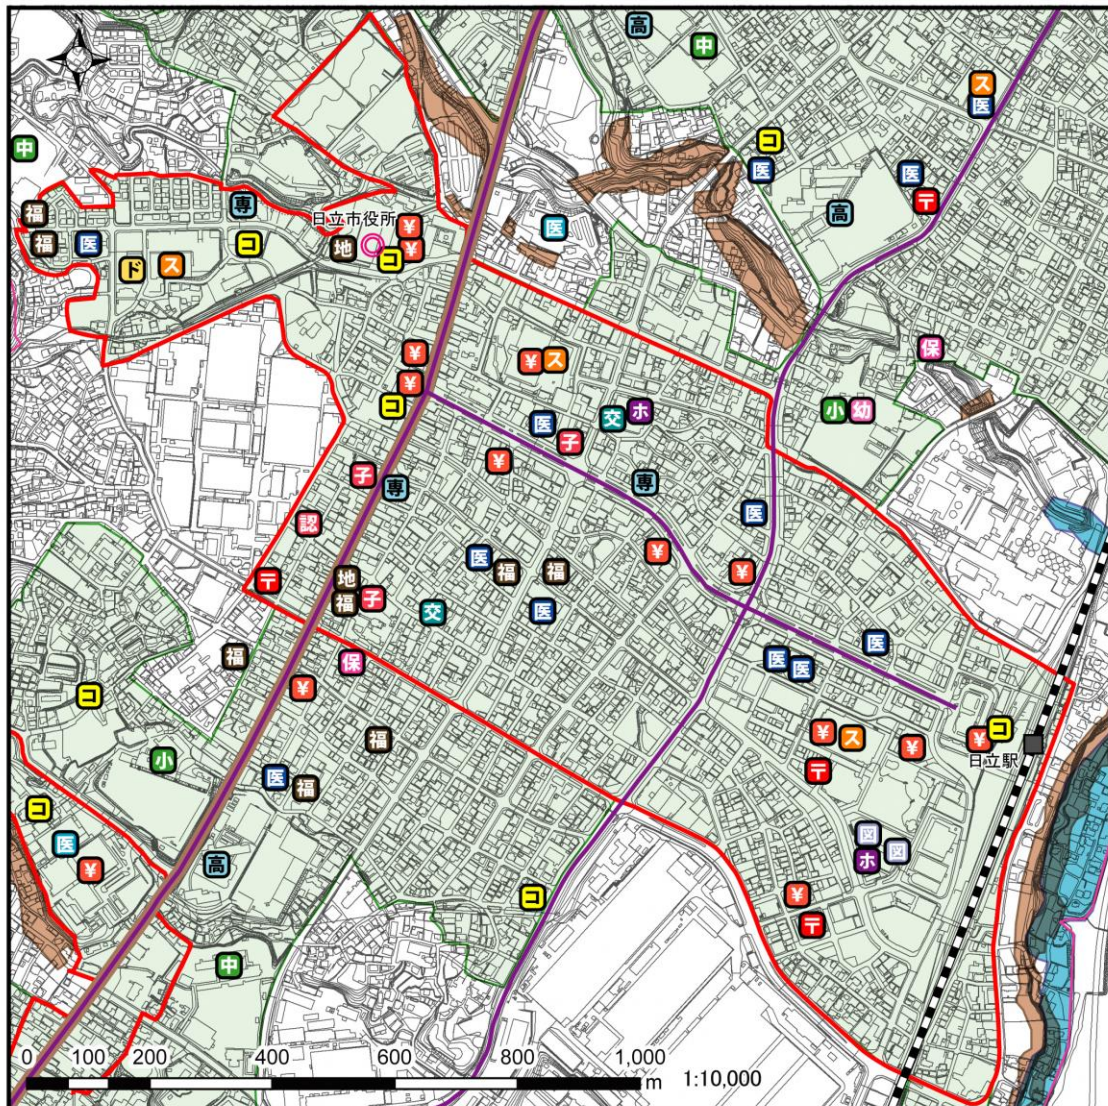 高
中
ス
医
コ
医
医
〒
高
中
福
福
医
ド
ス
専
コ
日立市役所
地
コ
¥
¥
医
¥
¥
コ
¥
ス
保
小
幼
医
子
交
ホ
¥
子
専
専
医
認
〒
医
福
福
¥
¥
地
福
子
交
医
福
保
¥
医
医
医
コ
小
福
医
福
¥
ス
¥
¥
コ
〒
日立駅
コ
医
¥
高
図
図
ホ
コ
¥
〒
中
0 100 200 400 600 800 1,000
m 1:10,000